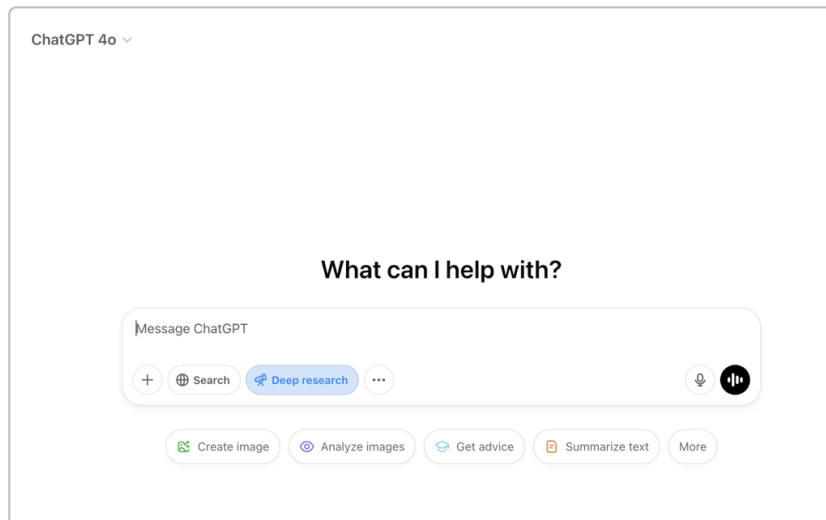 ChatGPT 4o
What can I help with?
Message ChatGPT
Search Deep research
Create image Analyze images Get advice Summarize text More